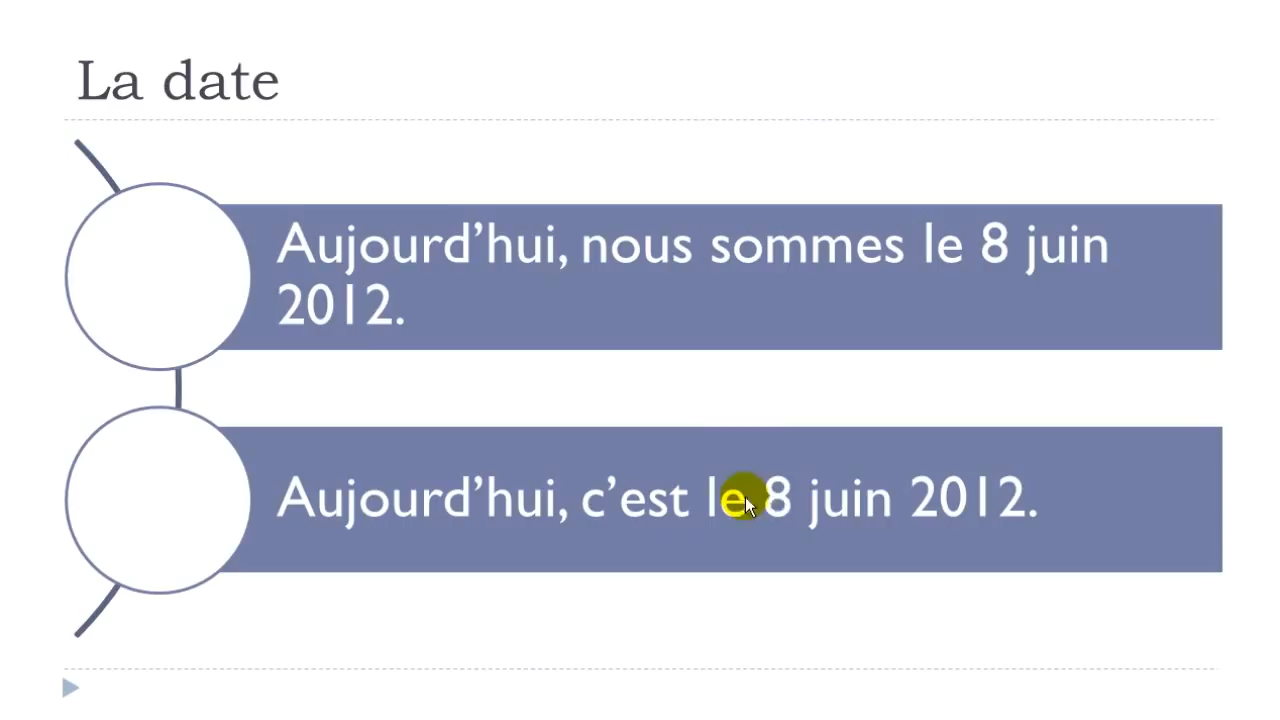 La date
Aujourd’hui, nous sommes le 8 juin
2012.
Aujourd’hui, c’est le 8 juin 2012.